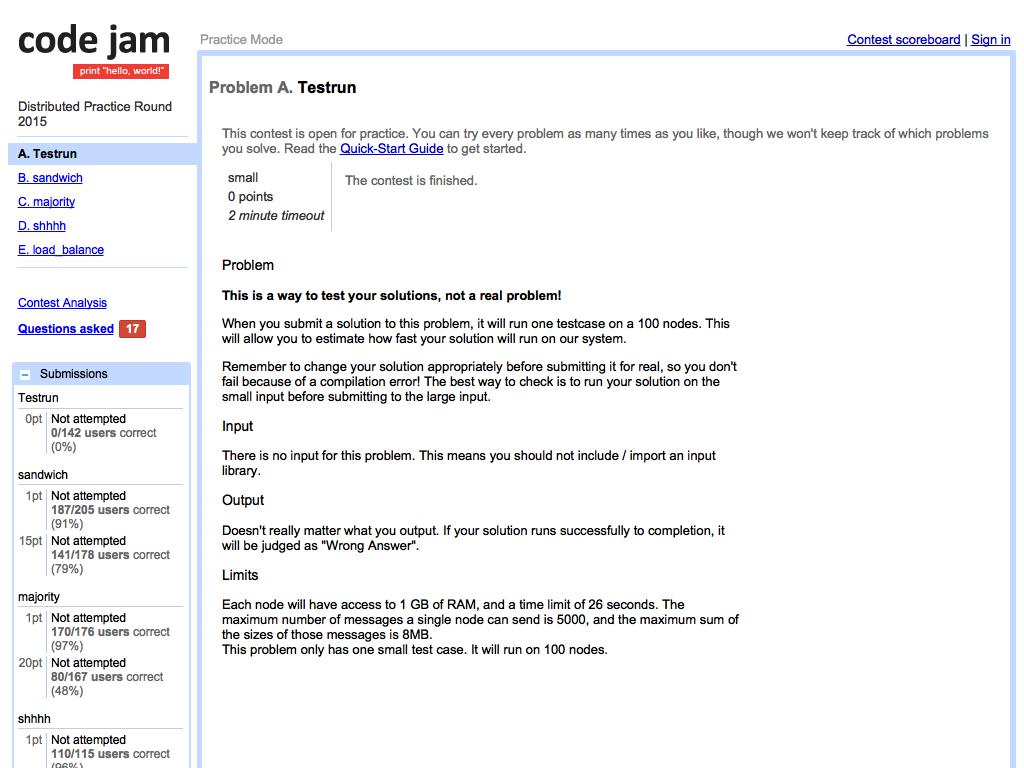 code jam
print "hello, world!"
Practice Mode
Contest scoreboard | Sign in
Distributed Practice Round
2015
A. Testrun
B. sandwich
C. majority
D. shhhh
E. load_balance
Contest Analysis
Questions asked 17
Submissions
Testrun
0pt Not attempted
0/142 users correct
(0%)
sandwich
1pt Not attempted
187/205 users correct
(91%)
15pt Not attempted
141/178 users correct
(79%)
majority
1pt Not attempted
170/176 users correct
(97%)
20pt Not attempted
80/167 users correct
(48%)
shhhh
1pt Not attempted
110/115 users correct
(96%)
Problem A. Testrun
This contest is open for practice. You can try every problem as many times as you like, though we won't keep track of which problems
you solve. Read the Quick-Start Guide to get started.
small
0 points
2 minute timeout
The contest is finished.
Problem
This is a way to test your solutions, not a real problem!
When you submit a solution to this problem, it will run one testcase on a 100 nodes. This
will allow you to estimate how fast your solution will run on our system.
Remember to change your solution appropriately before submitting it for real, so you don't
fail because of a compilation error! The best way to check is to run your solution on the
small input before submitting to the large input.
Input
There is no input for this problem. This means you should not include / import an input
library.
Output
Doesn't really matter what you output. If your solution runs successfully to completion, it
will be judged as "Wrong Answer".
Limits
Each node will have access to 1 GB of RAM, and a time limit of 26 seconds. The
maximum number of messages a single node can send is 5000, and the maximum sum of
the sizes of those messages is 8MB.
This problem only has one small test case. It will run on 100 nodes.